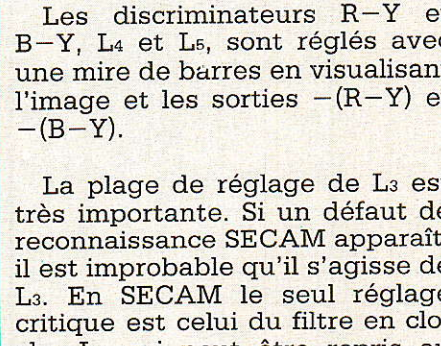 Les discriminateurs R—Y e
B—Y, L4 et L5, sont réglés ave
une mire de barres en visualisan
l'image et les sorties —(R—Y) e
—(B—Y).
La plage de réglage de L3 es
très importante. Si un défaut de
reconnaissance SECAM apparaît
il est improbable qu'il s'agisse de
L3. En SECAM le seul réglage
critique est celui du filtre en clo